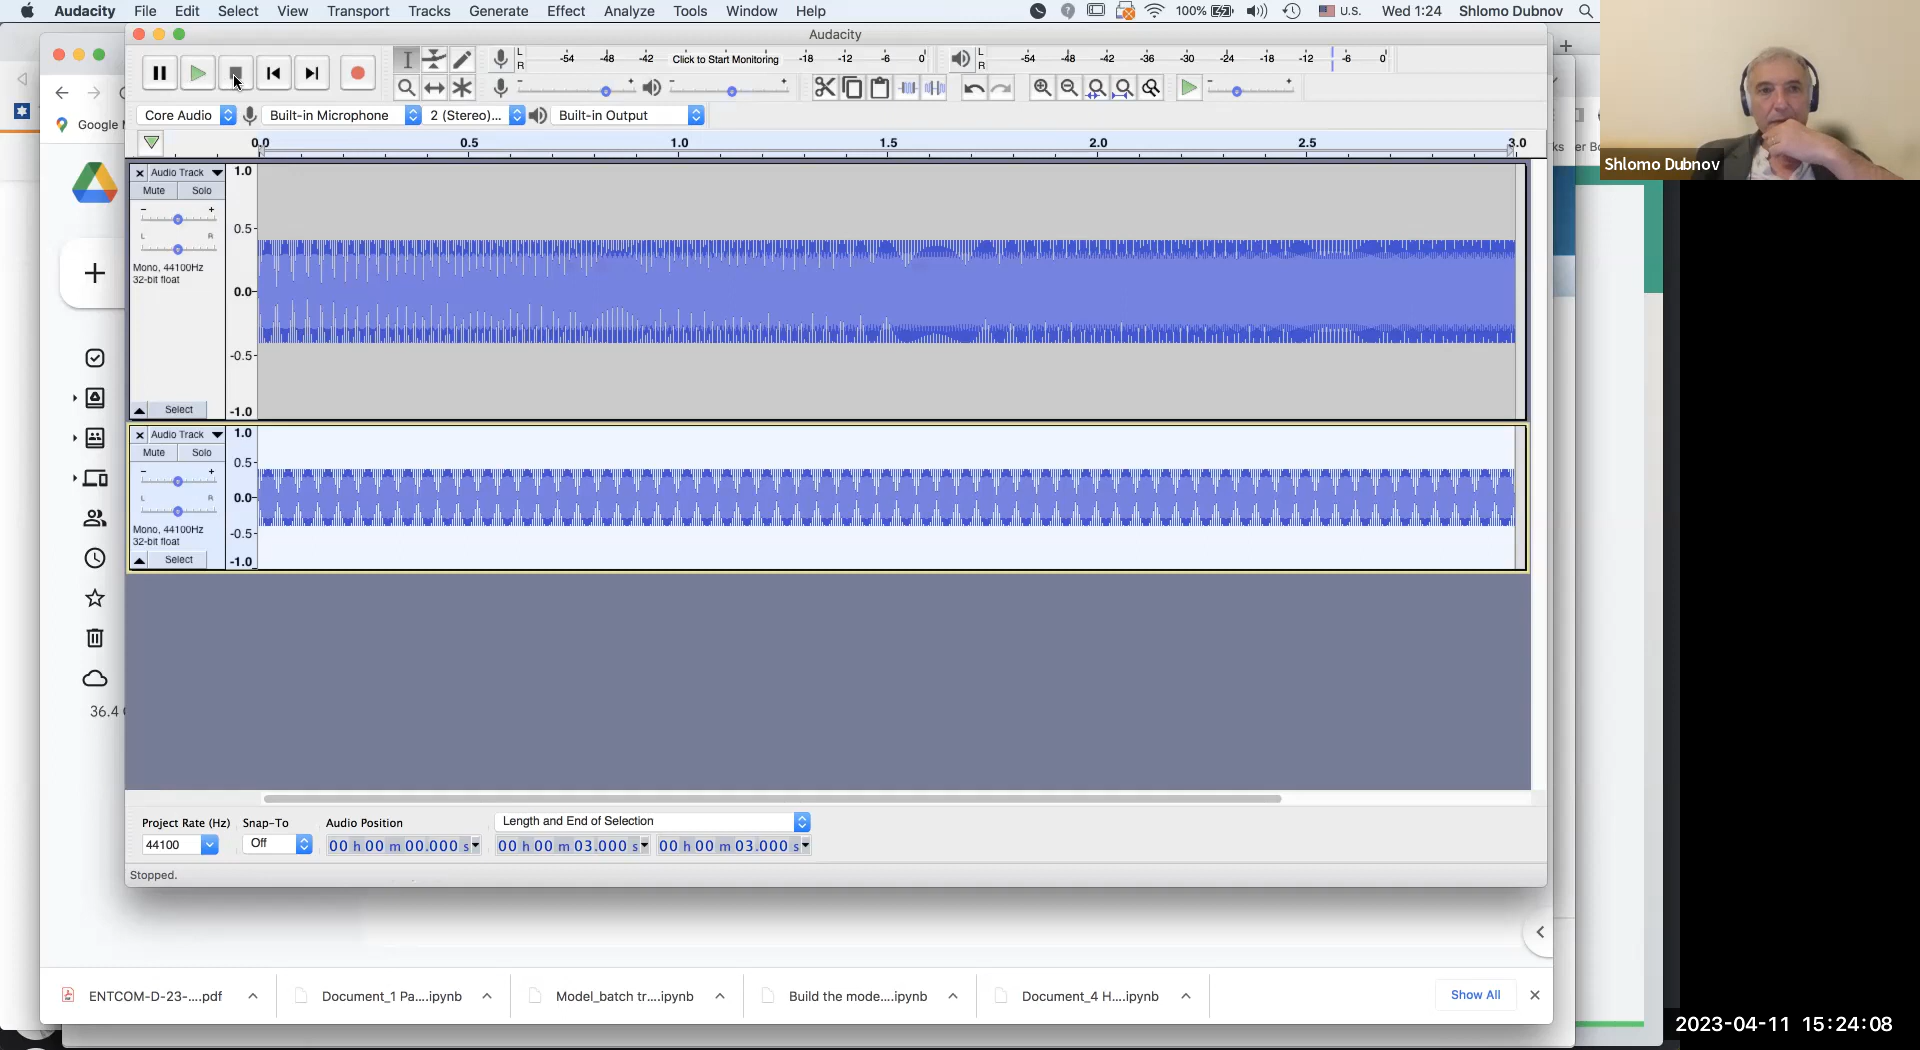 Audacity File Edit Select View Transport Tracks Generate Effect Analyze Tools Window Help 100% U.S. Wed 1:24 Shlomo Dubnov
Audacity
L
R
-54 -48 -42 Click to Start Monitoring -18 -12 -6 0
L
R
-54 -48 -42 -36 -30 -24 -18 -12 -6 0
Core Audio Built-in Microphone 2 (Stereo)... Built-in Output
Google
0.0 0.5 1.0 1.5 2.0 2.5 3.0
Shlomo Dubnov
Audio Track
Mute Solo
- +
L R
Mono, 44100Hz
32-bit float
Select
1.0
0.5
0.0
-0.5
-1.0
Audio Track
Mute Solo
- +
L R
Mono, 44100Hz
32-bit float
Select
1.0
0.5
0.0
-0.5
-1.0
36.4
Project Rate (Hz) Snap-To Audio Position Length and End of Selection
44100 Off 00 h 00 m 00.000 s 00 h 00 m 03.000 s 00 h 00 m 03.000 s
Stopped.
ENTCOM-D-23-....pdf Document_1 Pa....ipynb Model_batch tr....ipynb Build the mode....ipynb Document_4 H....ipynb Show All
2023-04-11 15:24:08